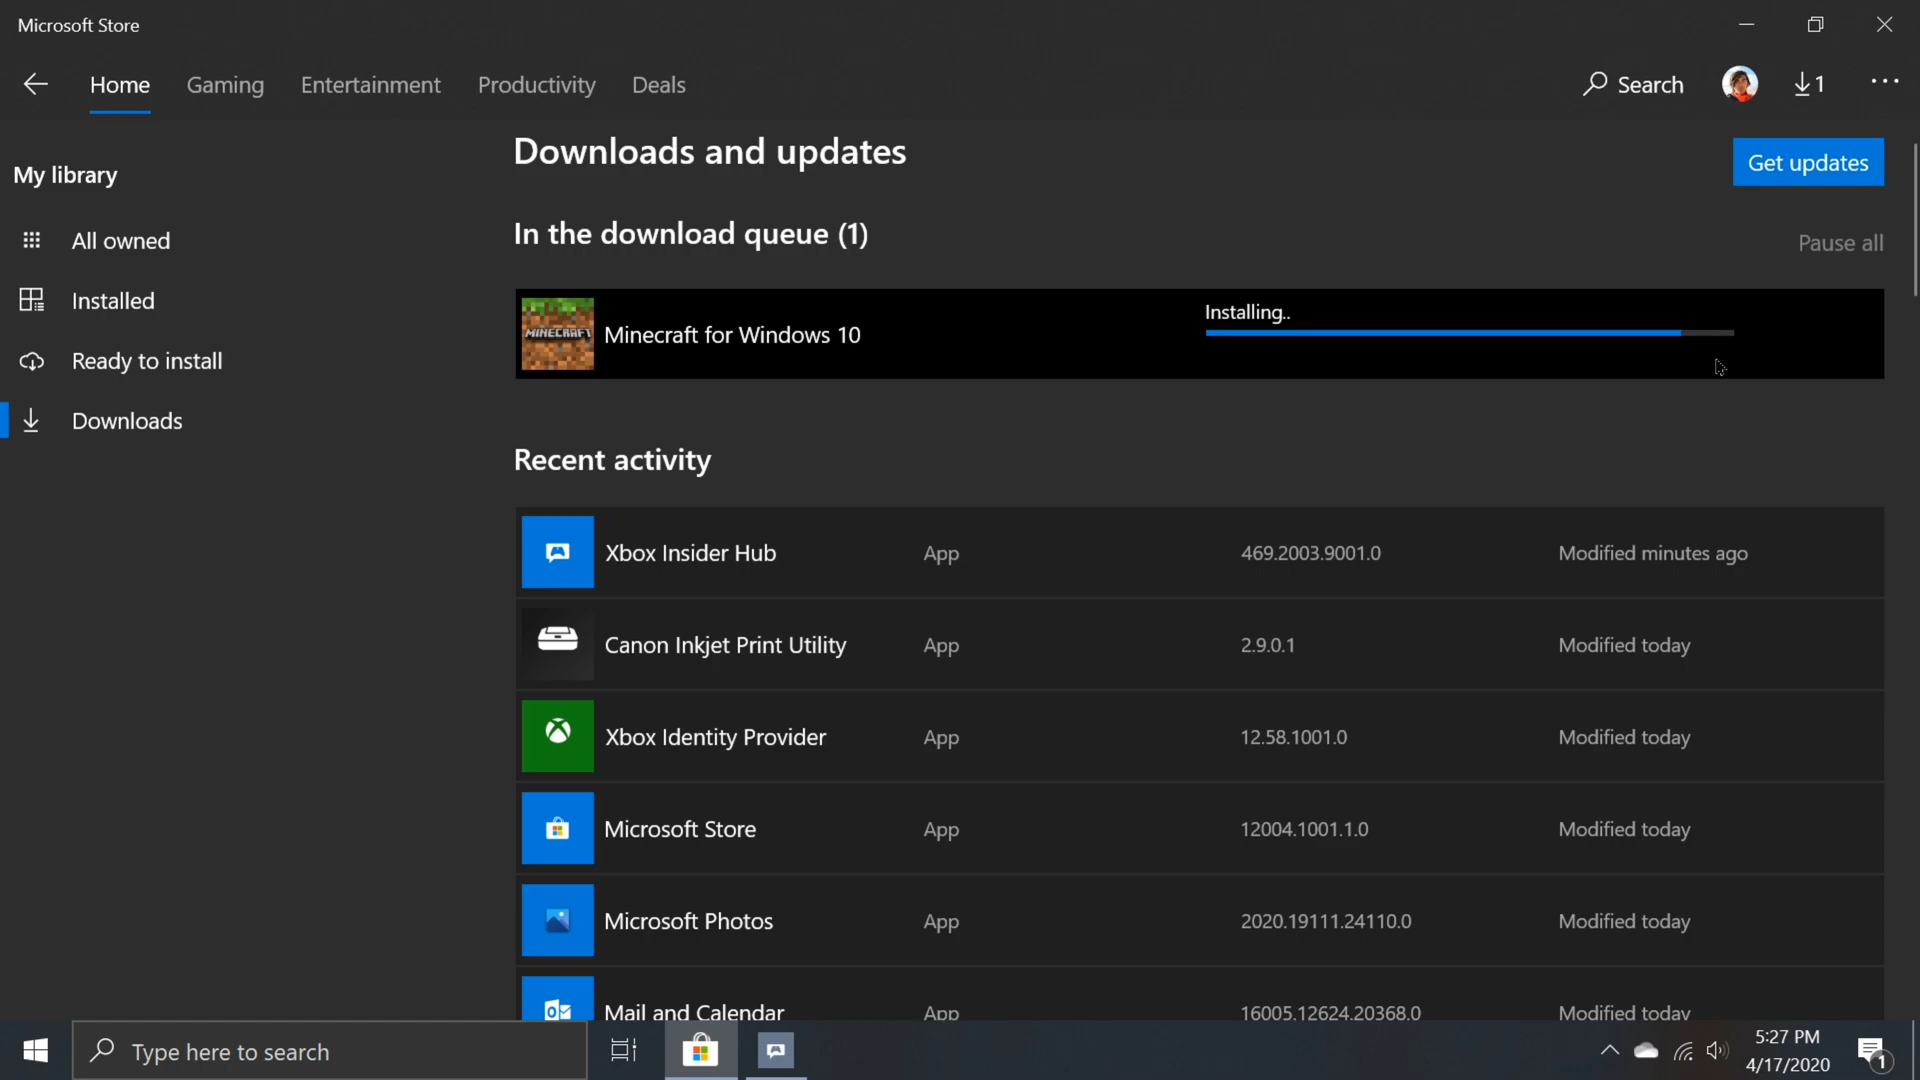 Microsoft Store
Home Gaming Entertainment Productivity Deals Search 1
My library
All owned
Installed
Ready to install
Downloads
Downloads and updates
Get updates
In the download queue (1)
Pause all
MINECRAFT
Minecraft for Windows 10
Installing..
Recent activity
Xbox Insider Hub App 469.2003.9001.0 Modified minutes ago
Canon Inkjet Print Utility App 2.9.0.1 Modified today
Xbox Identity Provider App 12.58.1001.0 Modified today
Microsoft Store App 12004.1001.1.0 Modified today
Microsoft Photos App 2020.19111.24110.0 Modified today
Mail and Calendar App 16005.12624.20368.0 Modified today
Type here to search
5:27 PM
4/17/2020
1